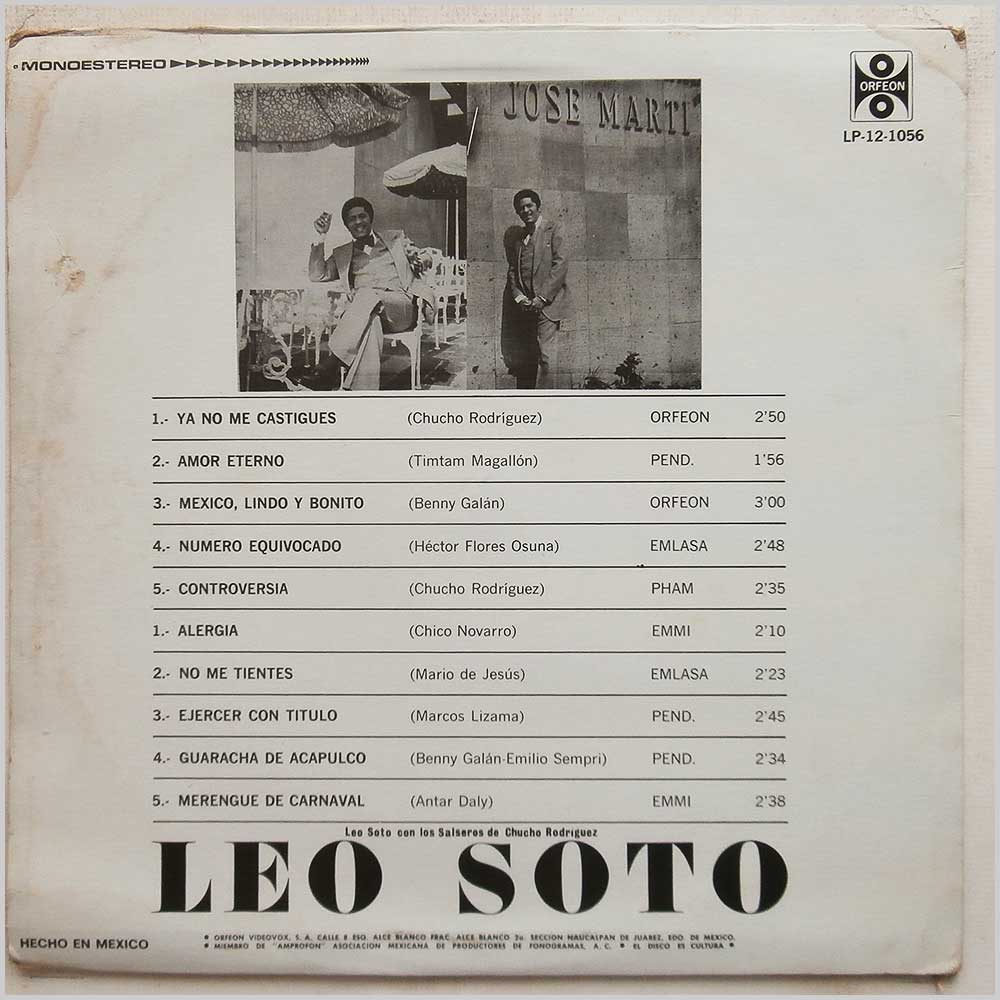 MONOESTEREO
ORFEON
LP-12-1056
JOSE MARTI
1.- YA NO ME CASTIGUES (Chucho Rodríguez) ORFEON 2'50
2.- AMOR ETERNO (Timtam Magallón) PEND. 1'56
3.- MEXICO, LINDO Y BONITO (Benny Galán) ORFEON 3'00
4.- NUMERO EQUIVOCADO (Héctor Flores Osuna) EMLASA 2'48
5.- CONTROVERSIA (Chucho Rodríguez) PHAM 2'35
1.- ALERGIA (Chico Novarro) EMMI 2'10
2.- NO ME TIENTES (Mario de Jesús) EMLASA 2'23
3.- EJERCER CON TITULO (Marcos Lizama) PEND. 2'45
4.- GUARACHA DE ACAPULCO (Benny Galán-Emilio Sempri) PEND. 2'34
5.- MERENGUE DE CARNAVAL (Antar Daly) EMMI 2'38
Leo Soto con los Salseros de Chucho Rodríguez
LEO SOTO
• ORFEON VIDEOVOX, S. A. CALLE 8 ESQ. ALCE BLANCO FRAC. ALCE BLANCO 2a. SECCION NAUCALPAN DE JUAREZ, EDO DE MEXICO.
• MIEMBRO DE "AMPROFON" ASOCIACION MEXICANA DE PRODUCTORES DE FONOGRAMAS, A. C. • EL DISCO ES CULTURA •
HECHO EN MEXICO